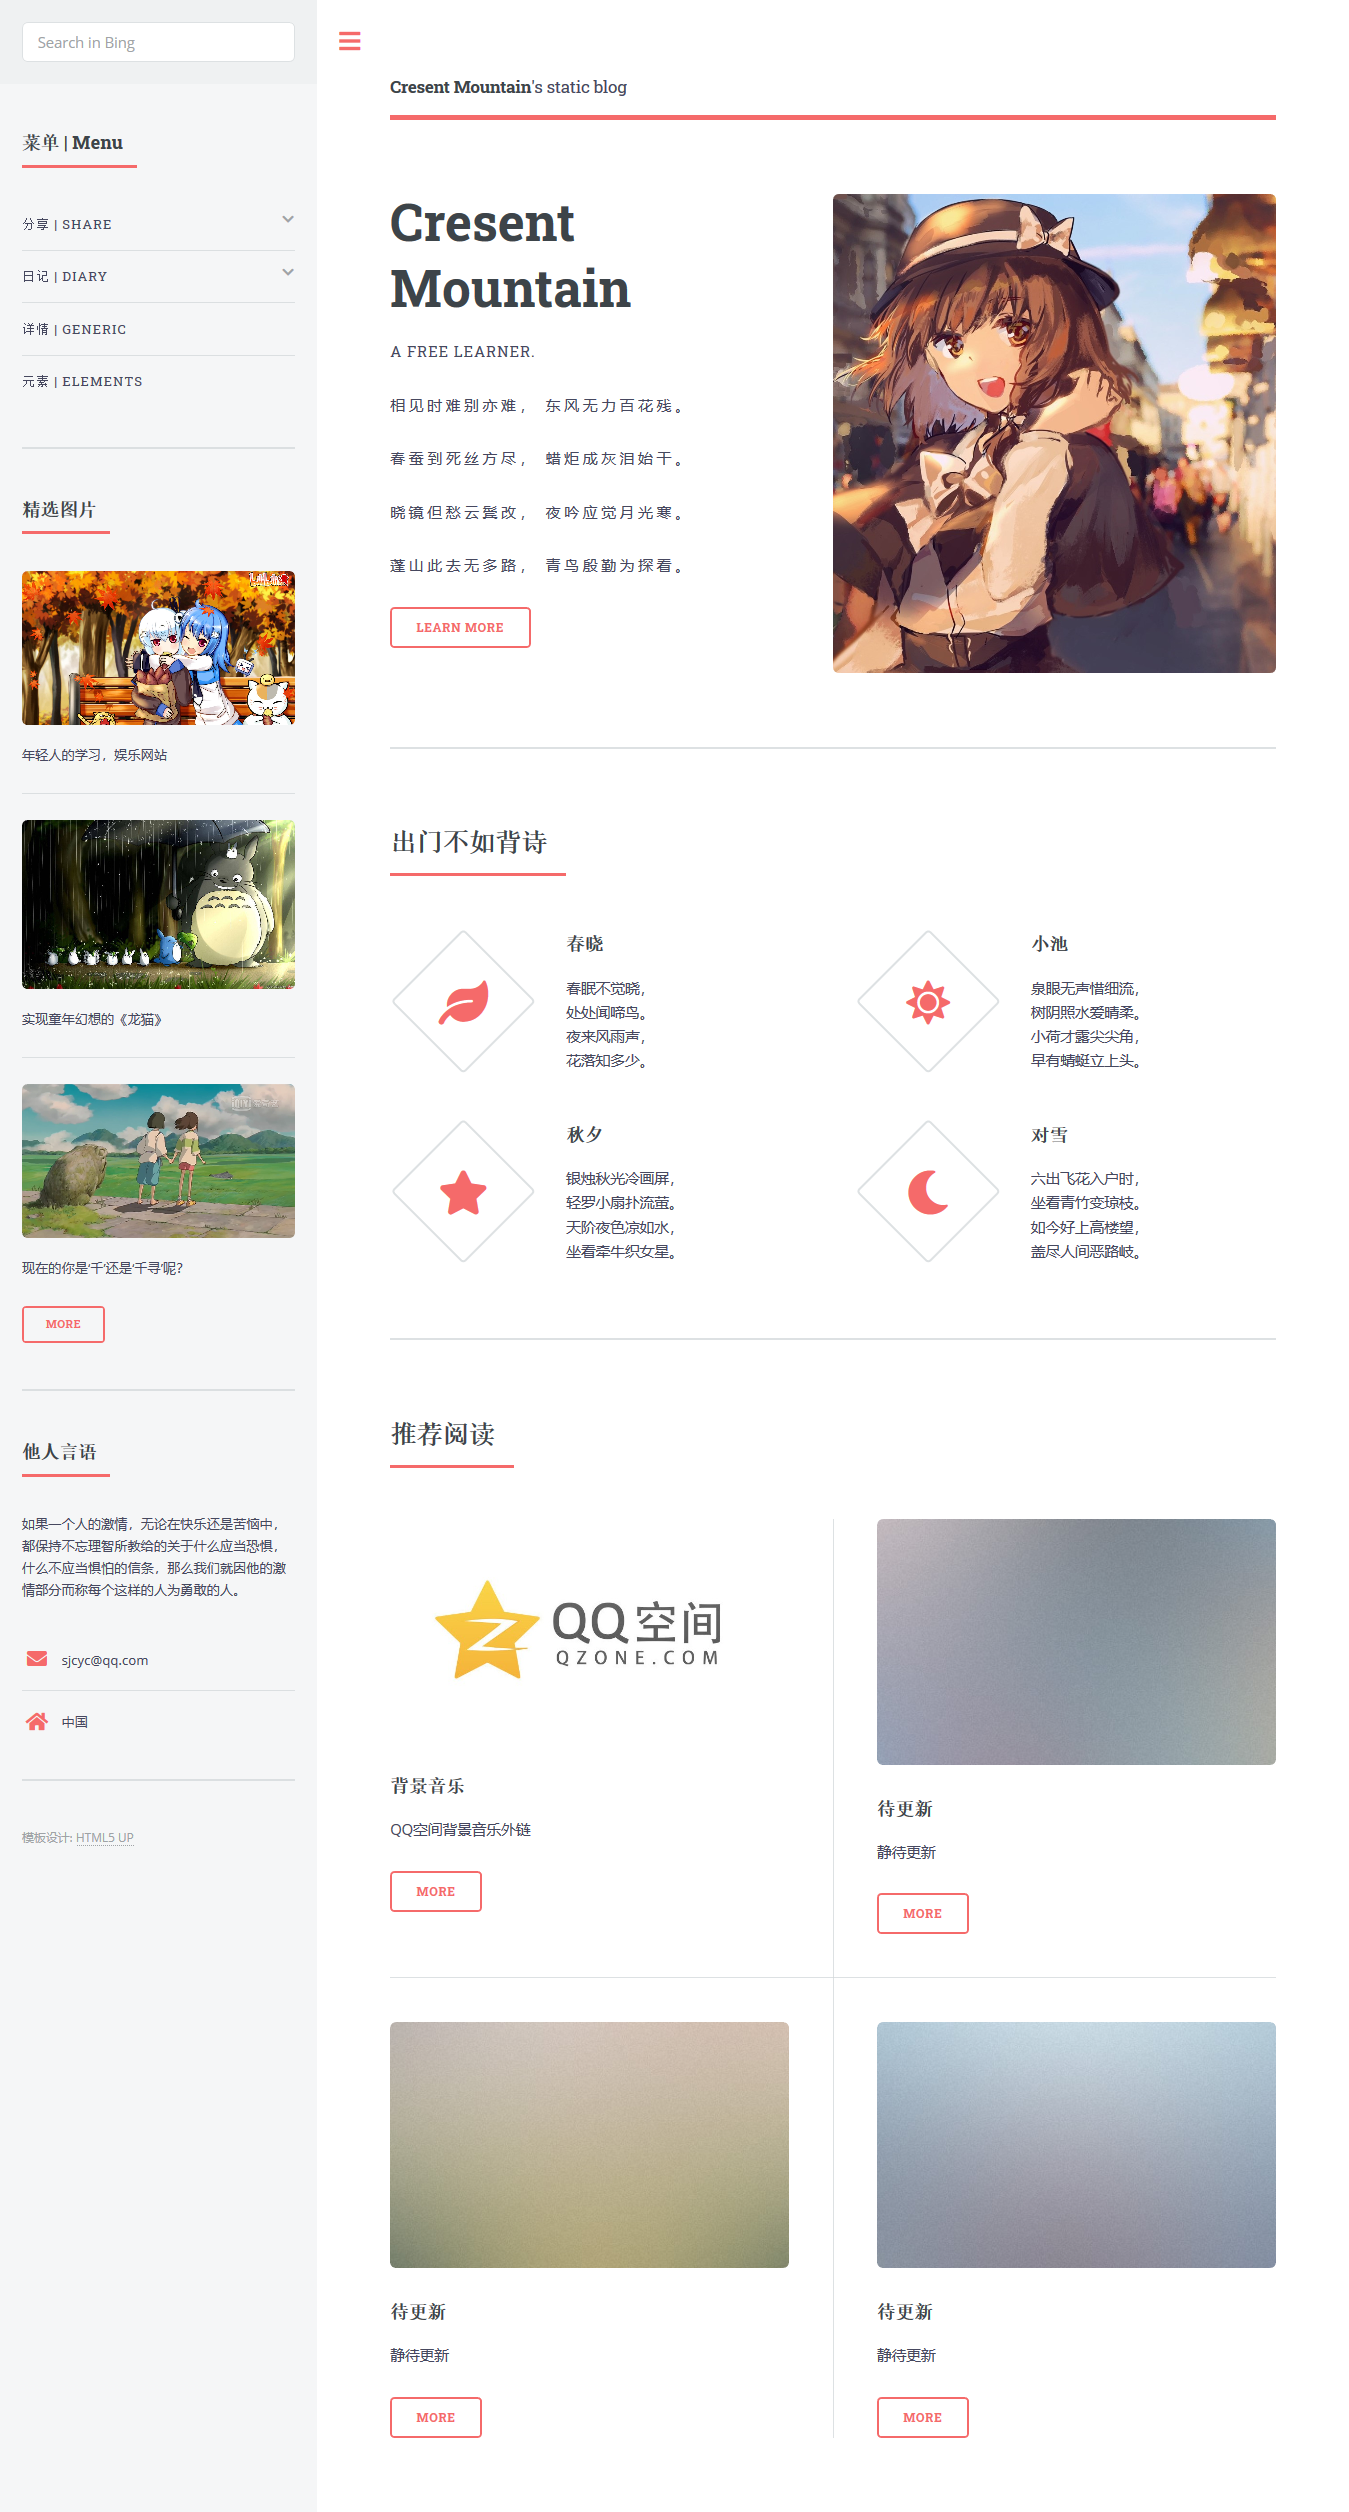 Search in Bing
菜单 | Menu
分享 | SHARE
日记 | DIARY
详情 | GENERIC
元素 | ELEMENTS
精选图片
年轻人的学习，娱乐网站
实现童年幻想的《龙猫》
现在的你是‘千’还是‘千寻’呢？
MORE
他人言语
如果一个人的激情，无论在快乐还是苦恼中，
都保持不忘理智所教给的关于什么应当恐惧，
什么不应当惧怕的信条，那么我们就因他的激
情部分而称每个这样的人为勇敢的人。
sjcyc@qq.com
中国
模板设计: HTML5 UP
Cresent Mountain's static blog
Cresent
Mountain
A FREE LEARNER.
相见时难别亦难， 东风无力百花残。
春蚕到死丝方尽， 蜡炬成灰泪始干。
晓镜但愁云鬓改， 夜吟应觉月光寒。
蓬山此去无多路， 青鸟殷勤为探看。
LEARN MORE
出门不如背诗
春晓
春眠不觉晓，
处处闻啼鸟。
夜来风雨声，
花落知多少。
小池
泉眼无声惜细流，
树阴照水爱晴柔。
小荷才露尖尖角，
早有蜻蜓立上头。
秋夕
银烛秋光冷画屏，
轻罗小扇扑流萤。
天阶夜色凉如水，
坐看牵牛织女星。
对雪
六出飞花入户时，
坐看青竹变琼枝。
如今好上高楼望，
盖尽人间恶路岐。
推荐阅读
QQ空间
QZONE.COM
背景音乐
QQ空间背景音乐外链
MORE
待更新
静待更新
MORE
待更新
静待更新
MORE
待更新
静待更新
MORE